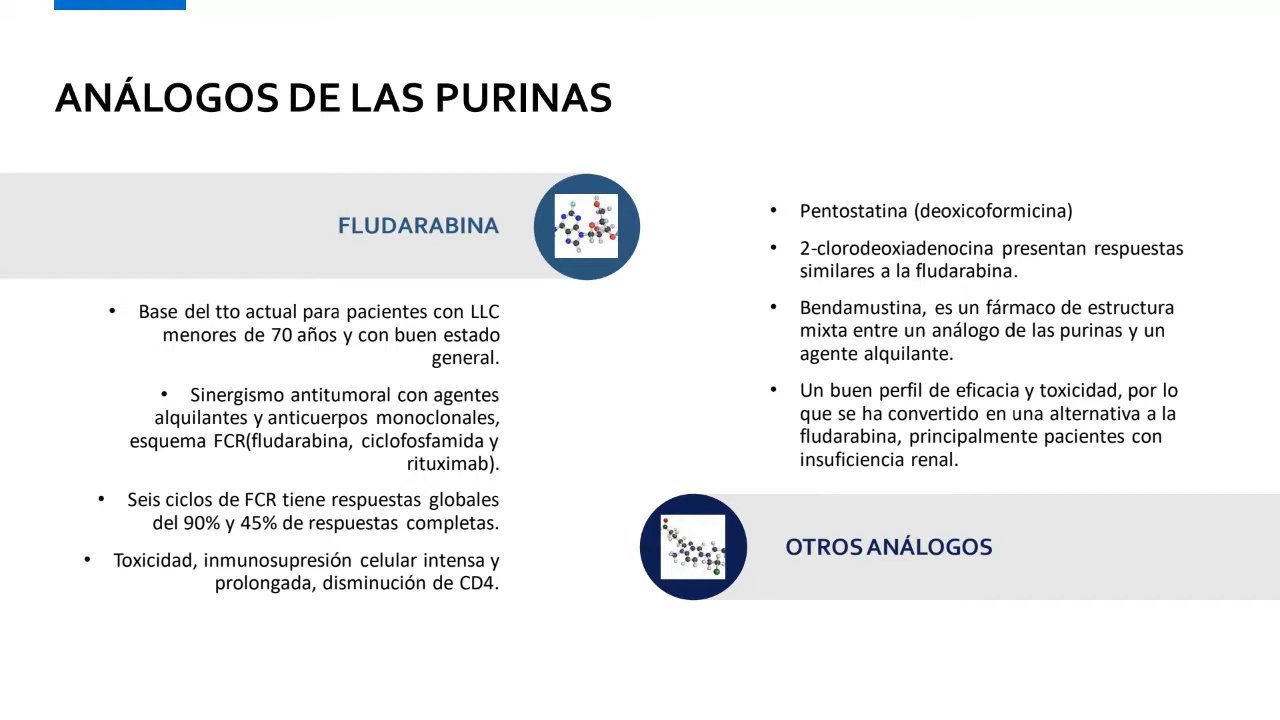 ANÁLOGOS DE LAS PURINAS
FLUDARABINA
• Base del tto actual para pacientes con LLC
menores de 70 años y con buen estado
general.
• Sinergismo antitumoral con agentes
alquilantes y anticuerpos monoclonales,
esquema FCR(fludarabina, ciclofosfamida y
rituximab).
• Seis ciclos de FCR tiene respuestas globales
del 90% y 45% de respuestas completas.
• Toxicidad, inmunosupresión celular intensa y
prolongada, disminución de CD4.
• Pentostatina (deoxicoformicina)
• 2-clorodeoxiadenocina presentan respuestas
similares a la fludarabina.
• Bendamustina, es un fármaco de estructura
mixta entre un análogo de las purinas y un
agente alquilante.
• Un buen perfil de eficacia y toxicidad, por lo
que se ha convertido en una alternativa a la
fludarabina, principalmente pacientes con
insuficiencia renal.
OTROS ANÁLOGOS